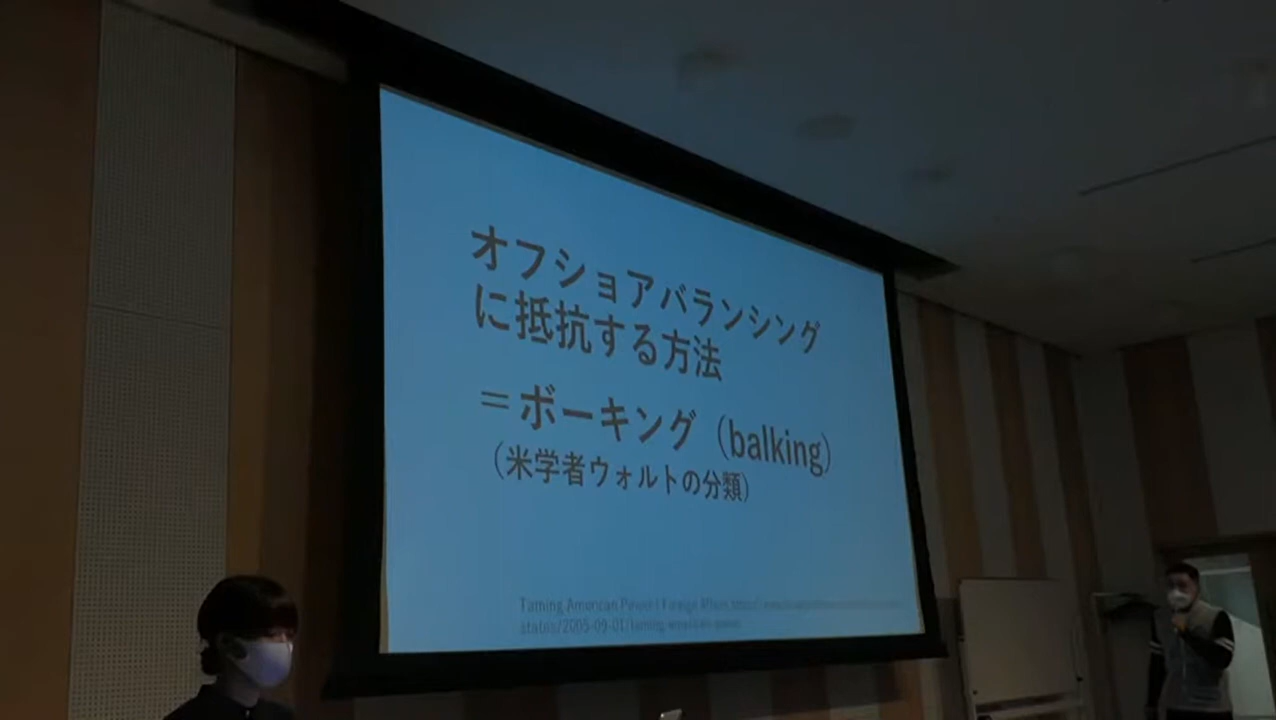 オフショアバランシング
に抵抗する方法
＝ボーキング（balking）
（米学者ウォルトの分類）
Taming American Power | Foreign Affairs
states/2005-09-01/taming-american-power